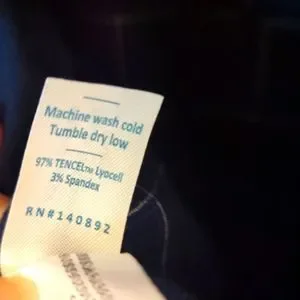 Machine wash cold
Tumble dry low
97% TENCEL™ Lyocell
3% Spandex
RN#140892